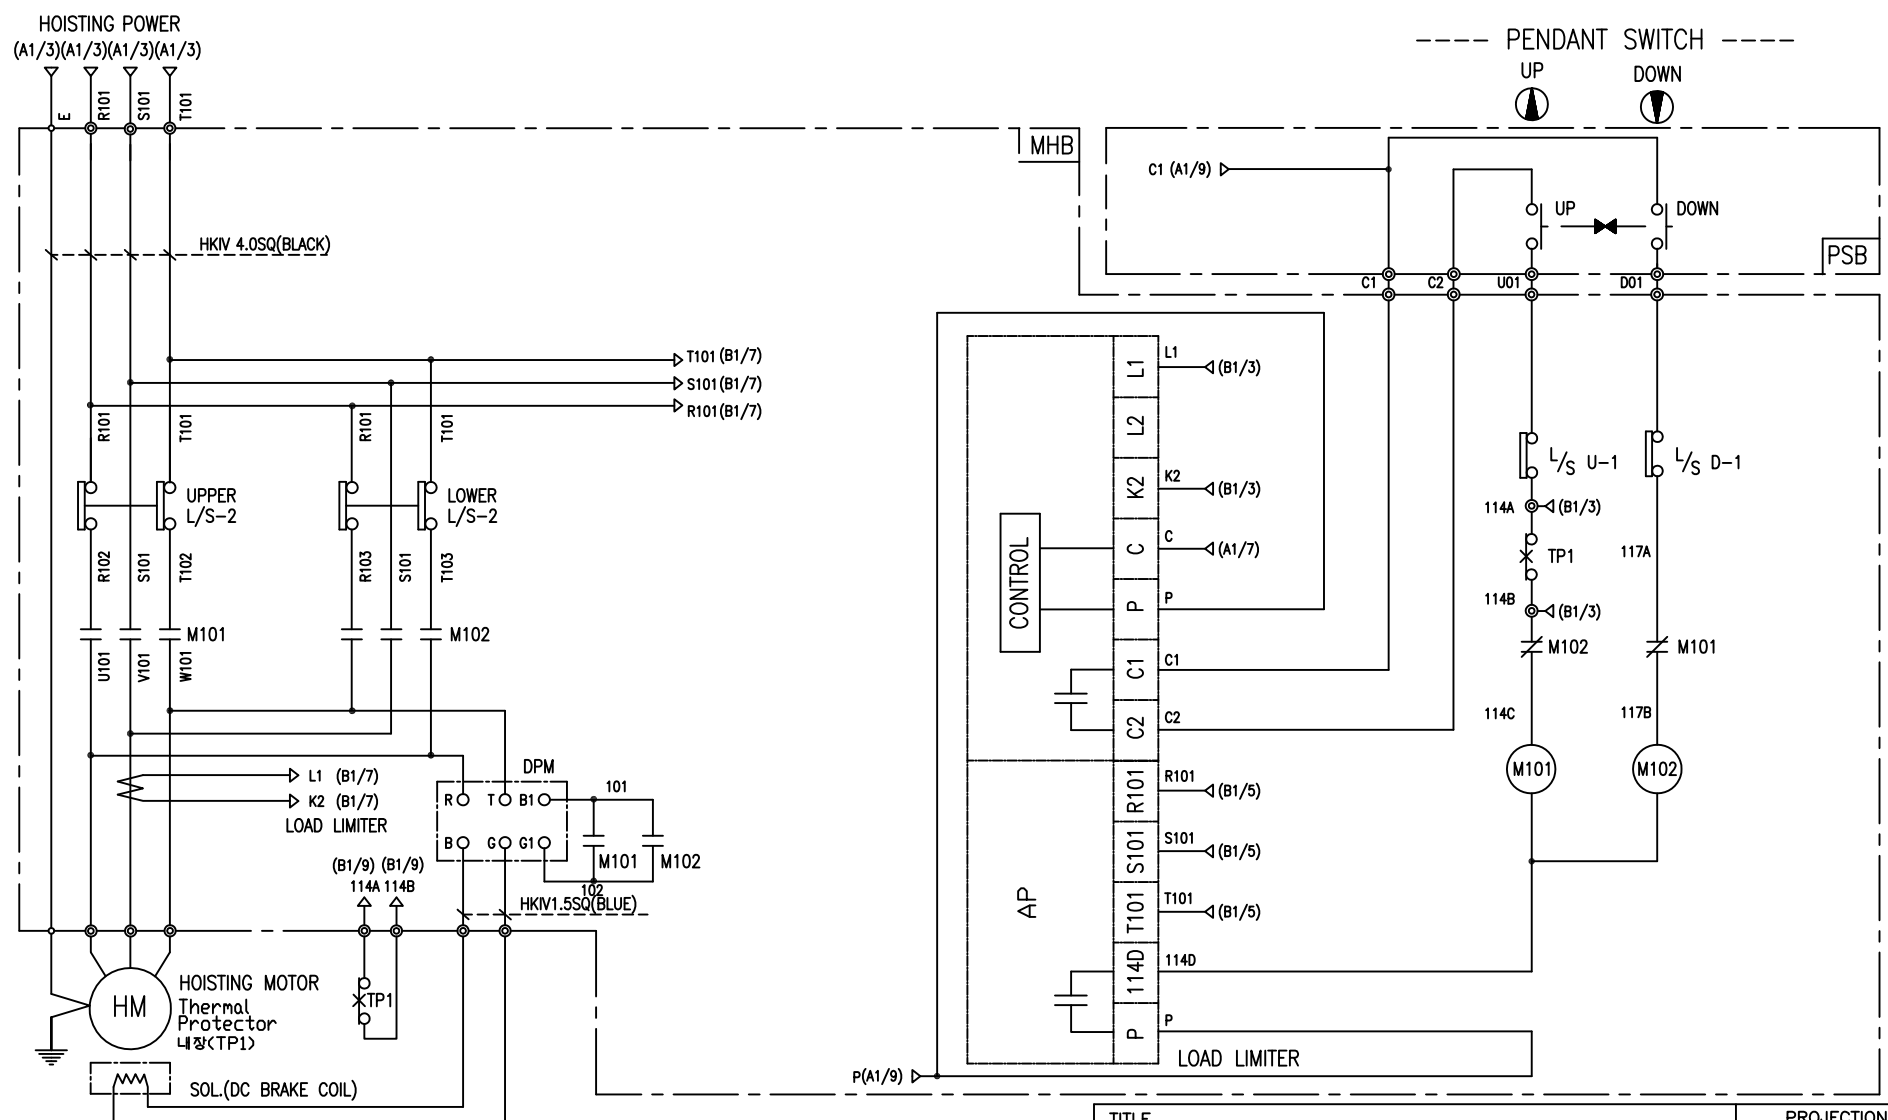 HOISTING POWER
(A1/3)(A1/3)(A1/3)(A1/3)
E
R101
S101
T101
HKIV 4.0SQ(BLACK)
MHB
T101 (B1/7)
S101 (B1/7)
R101 (B1/7)
R101
T101
R101
T101
UPPER
L/S-2
LOWER
L/S-2
R102
S101
T102
R103
S101
T103
M101
M102
U101
V101
W101
L1 (B1/7)
K2 (B1/7)
LOAD LIMITER
DPM
R
T
B1
B
G
G1
101
M101
M102
102
HKIV1.5SQ(BLUE)
(B1/9) (B1/9)
114A 114B
TP1
HM
HOISTING MOTOR
Thermal
Protector
내장(TP1)
SOL.(DC BRAKE COIL)
---- PENDANT SWITCH ----
UP
DOWN
C1 (A1/9)
UP
DOWN
PSB
C1
C2
U01
D01
CONTROL
AP
L1
L1
(B1/3)
L2
K2
K2
(B1/3)
C
C
(A1/7)
P
P
C1
C1
C2
C2
R101
R101
(B1/5)
S101
S101
(B1/5)
T101
T101
(B1/5)
114D
114D
P
P
LOAD LIMITER
P(A1/9)
L/S U-1
L/S D-1
114A
(B1/3)
TP1
117A
114B
(B1/3)
M102
M101
114C
117B
M101
M102
TITLE
PROJECTION